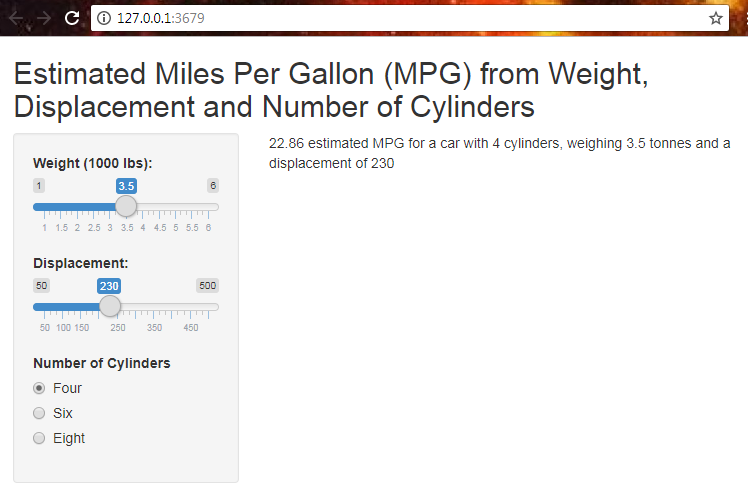 127.0.0.1:3679
Estimated Miles Per Gallon (MPG) from Weight,
Displacement and Number of Cylinders
Weight (1000 lbs):
1 3.5 6
1 1.5 2 2.5 3 3.5 4 4.5 5 5.5 6
Displacement:
50 230 500
50 100 150 250 350 450
Number of Cylinders
Four
Six
Eight
22.86 estimated MPG for a car with 4 cylinders, weighing 3.5 tonnes and a
displacement of 230